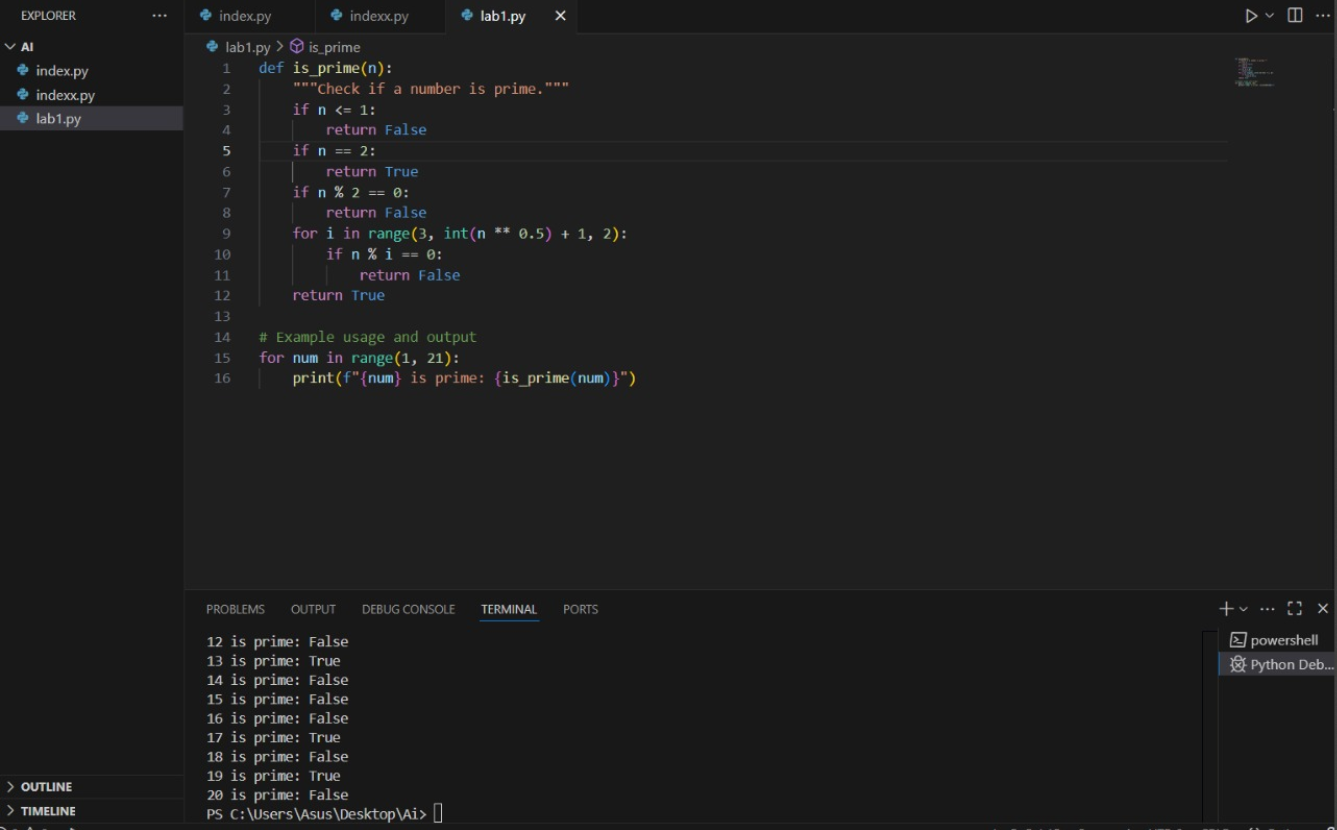 EXPLORER
AI
index.py
indexx.py
lab1.py
OUTLINE
TIMELINE
index.py
indexx.py
lab1.py
lab1.py > is_prime
1 def is_prime(n):
2     """Check if a number is prime."""
3     if n <= 1:
4         return False
5     if n == 2:
6         return True
7     if n % 2 == 0:
8         return False
9     for i in range(3, int(n ** 0.5) + 1, 2):
10         if n % i == 0:
11             return False
12     return True
13
14 # Example usage and output
15 for num in range(1, 21):
16     print(f"{num} is prime: {is_prime(num)}")
PROBLEMS
OUTPUT
DEBUG CONSOLE
TERMINAL
PORTS
12 is prime: False
13 is prime: True
14 is prime: False
15 is prime: False
16 is prime: False
17 is prime: True
18 is prime: False
19 is prime: True
20 is prime: False
PS C:\Users\Asus\Desktop\Ai>
powershell
Python Deb...